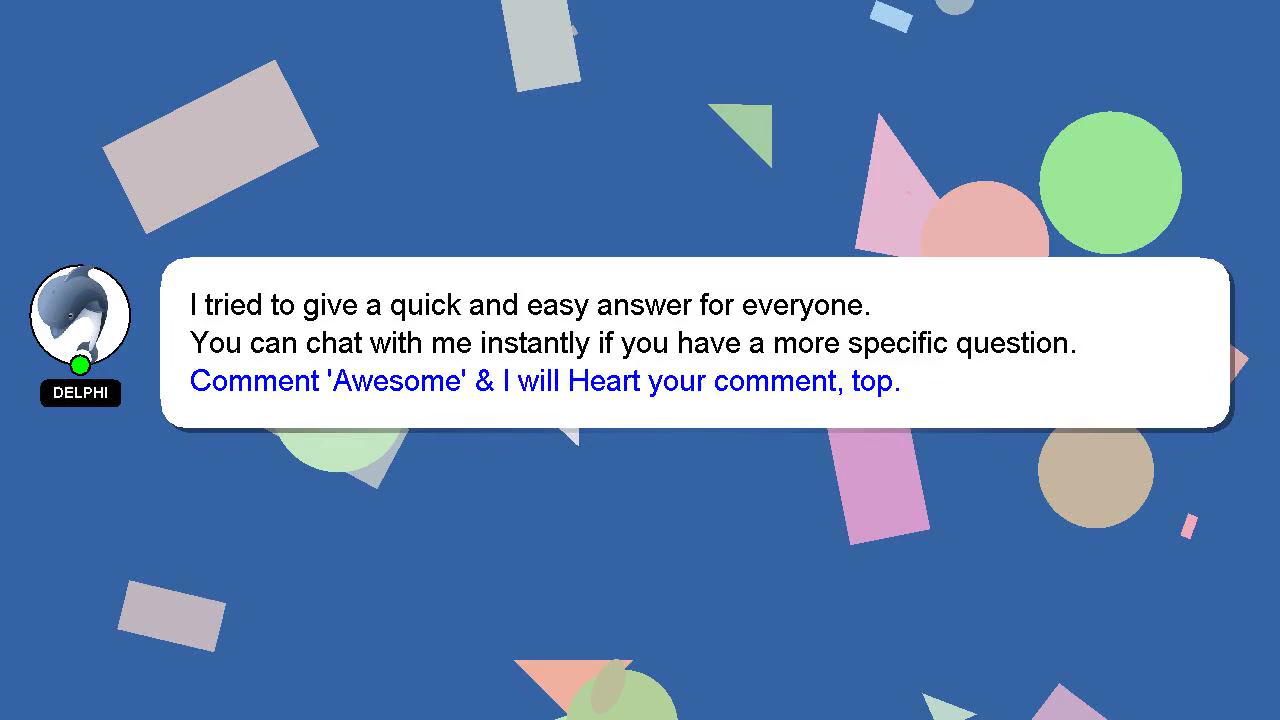 I tried to give a quick and easy answer for everyone.
You can chat with me instantly if you have a more specific question.
Comment 'Awesome' & I will Heart your comment, top.
DELPHI